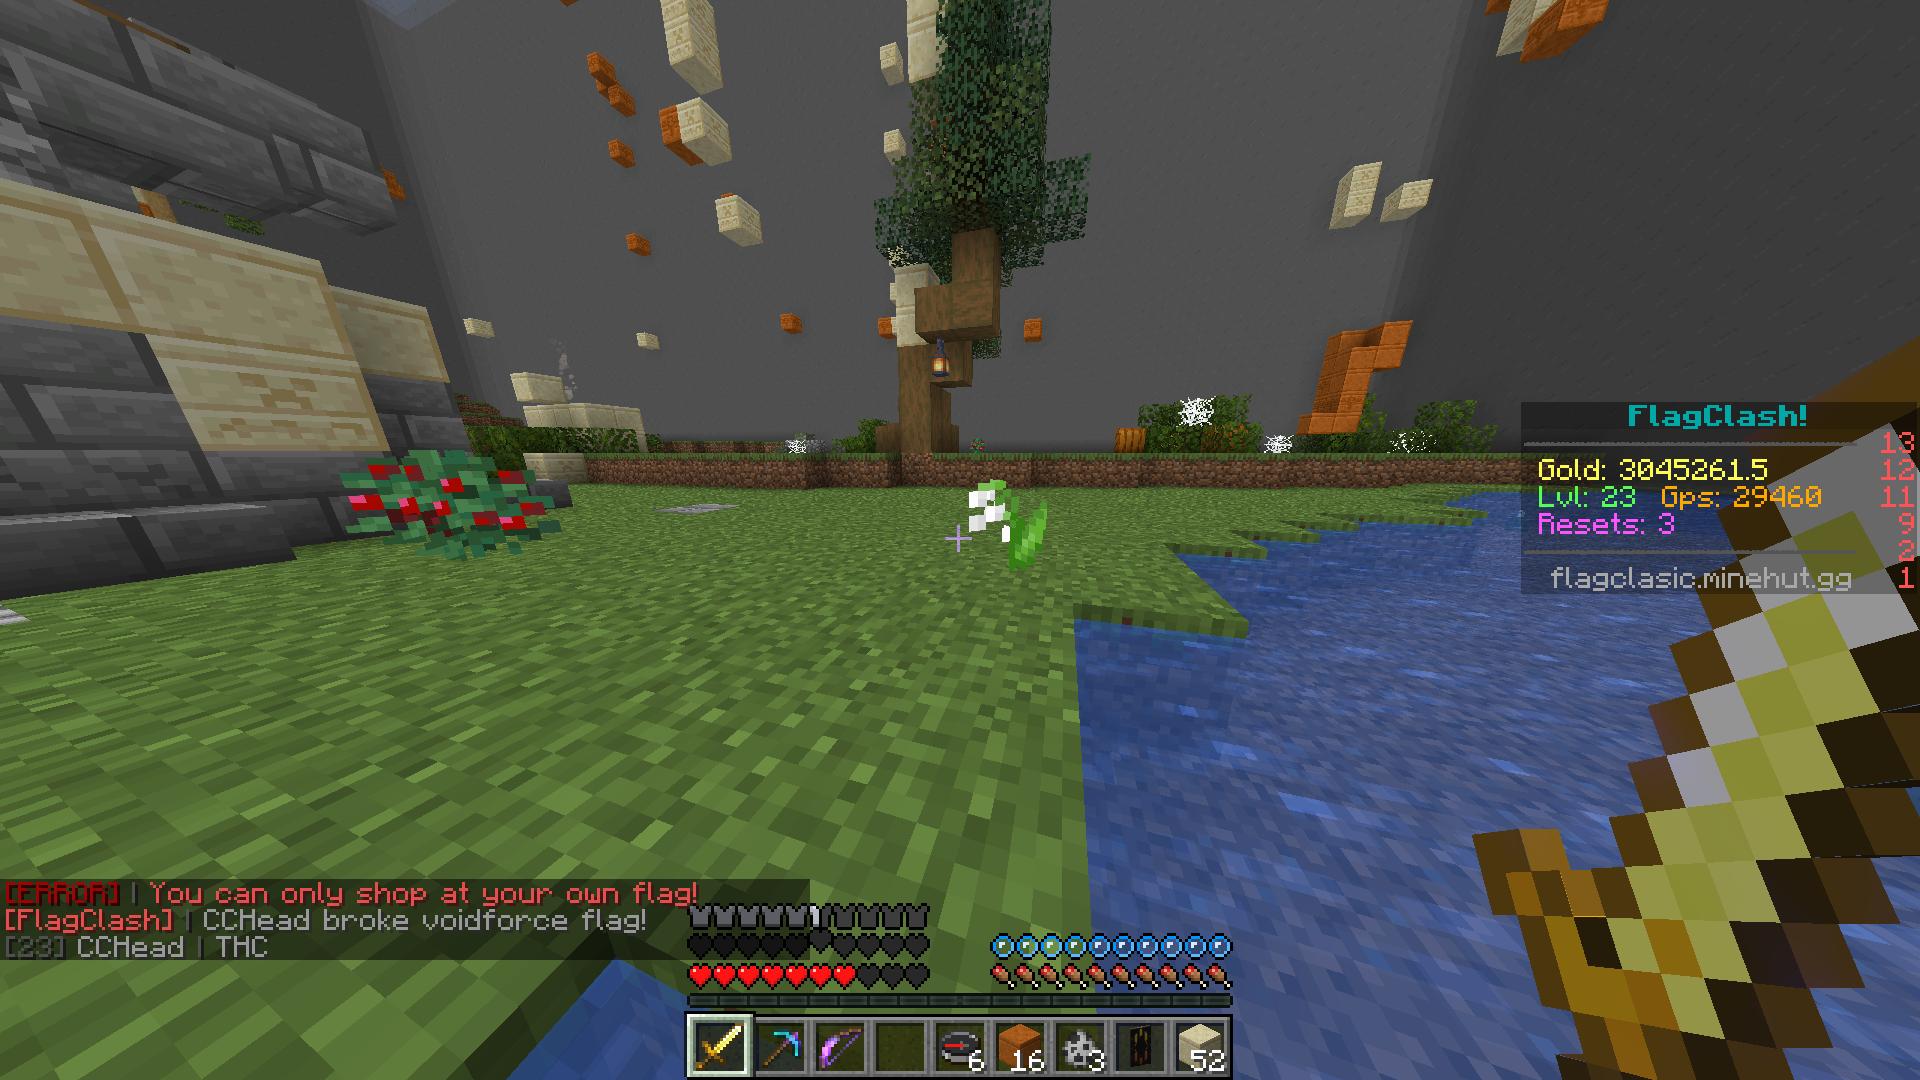 FlagClash!
13
Gold: 3045261.5 12
Lvl: 23 Gps: 29460 11
Resets: 3 9
2
flagclasic.minehut.gg 1
[ERROR] | You can only shop at your own flag!
[FlagClash] | CCHead broke voidforce flag!
[23] CCHead | THC
6 16 3 52